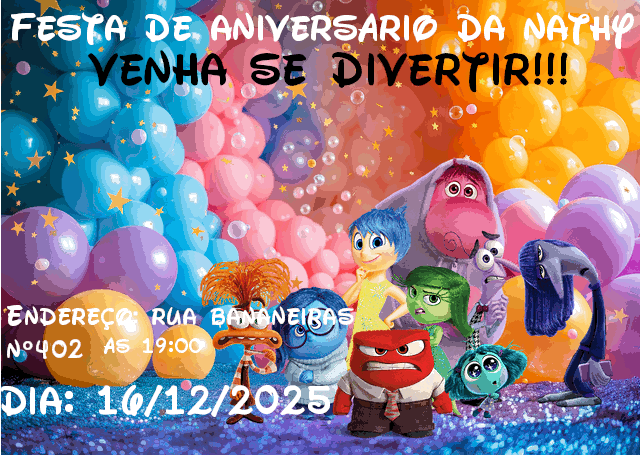 FESTA DE ANIVERSARIO DA NATHY
VENHA SE DIVERTIR!!!
ENDEREÇO: RUA BANANEIRAS
Nº402 AS 19:00
DIA: 16/12/2025